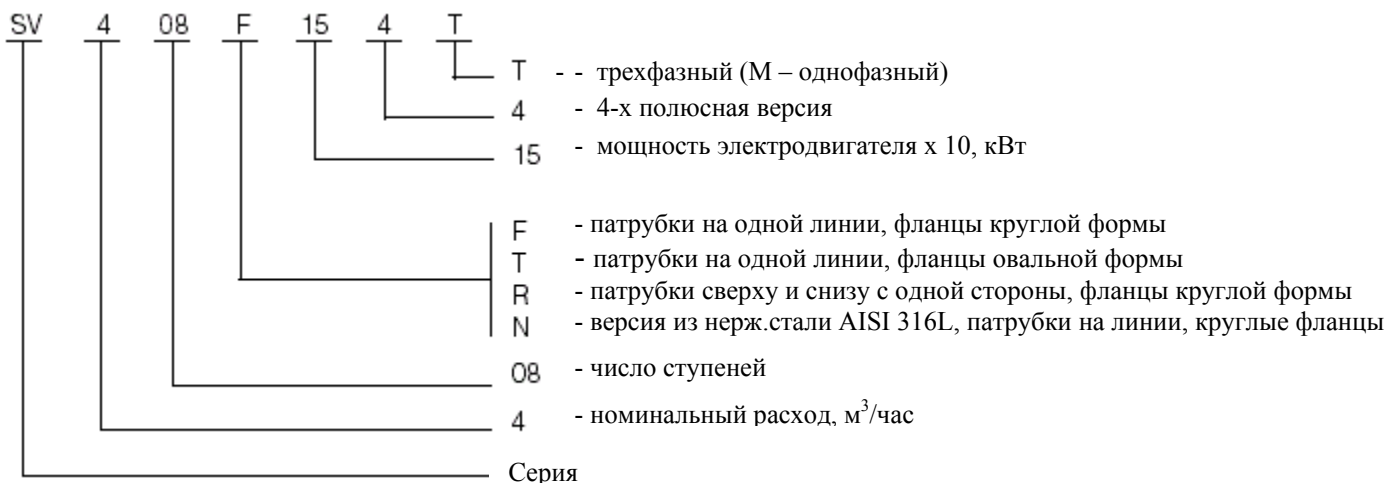 SV 4 08 F 15 4 T
T - - трехфазный (М – однофазный)
4 - 4-х полюсная версия
15 - мощность электродвигателя х 10, кВт
F - патрубки на одной линии, фланцы круглой формы
T - патрубки на одной линии, фланцы овальной формы
R - патрубки сверху и снизу с одной стороны, фланцы круглой формы
N - версия из нерж.стали AISI 316L, патрубки на линии, круглые фланцы
08 - число ступеней
4 - номинальный расход, м³/час
Серия